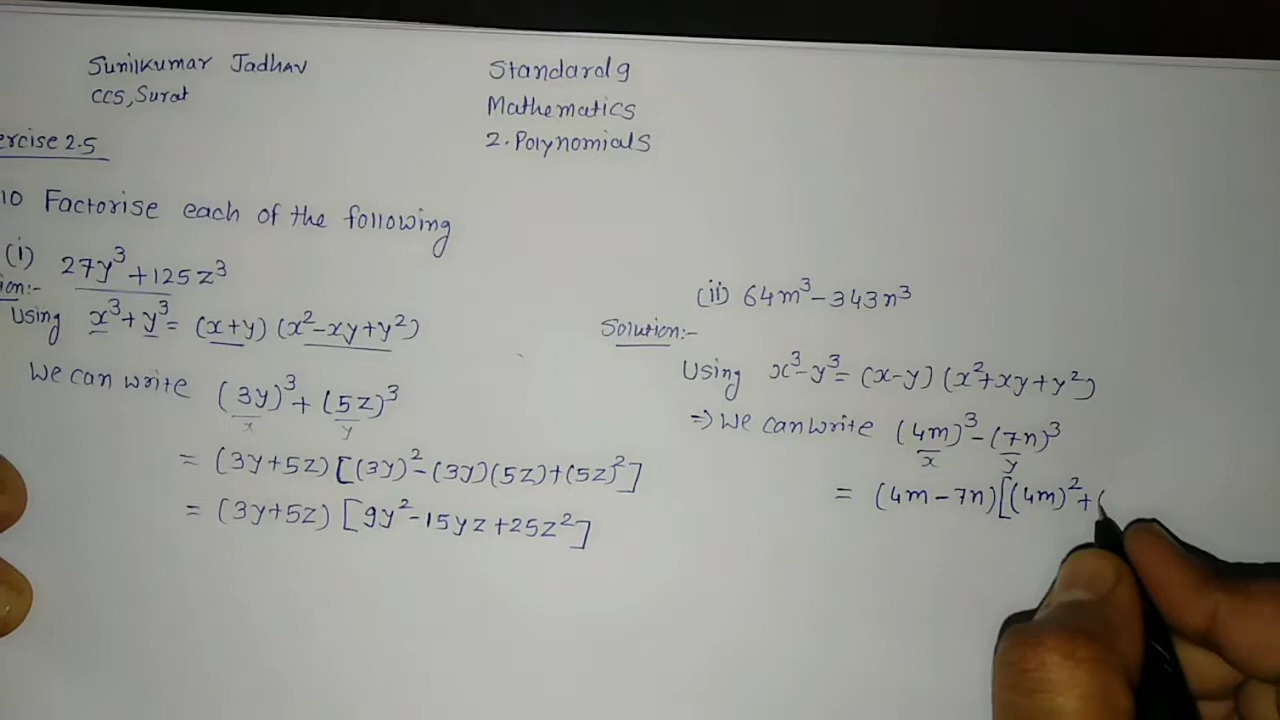 Sunilkumar Jadhav
CCS, Surat
Standard 9
Mathematics
2. Polynomials
ercise 2.5
10 Factorise each of the following
(i) 27y³+125z³
ion:-
Using x³+y³= (x+y) (x²-xy+y²)
We can write (3y)³+(5z)³
x y
= (3y+5z) [(3y)²-(3y)(5z)+(5z)²]
= (3y+5z) [9y²-15yz+25z²]
(ii) 64m³-343n³
Solution:-
Using x³-y³= (x-y) (x²+xy+y²)
⇒ We can write (4m)³-(7n)³
x y
= (4m-7n)[(4m)²+(